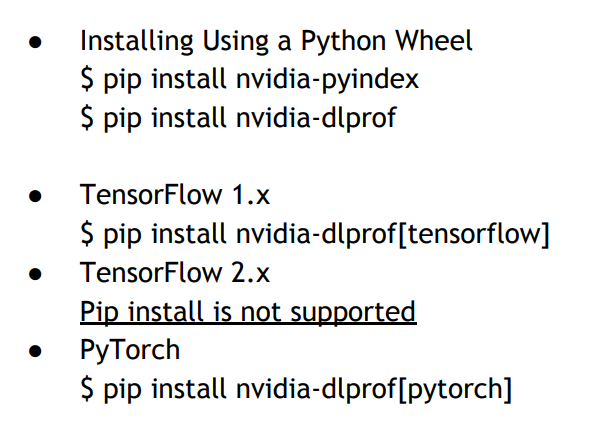 ● Installing Using a Python Wheel
$ pip install nvidia-pyindex
$ pip install nvidia-dlprof
● TensorFlow 1.x
$ pip install nvidia-dlprof[tensorflow]
● TensorFlow 2.x
Pip install is not supported
● PyTorch
$ pip install nvidia-dlprof[pytorch]